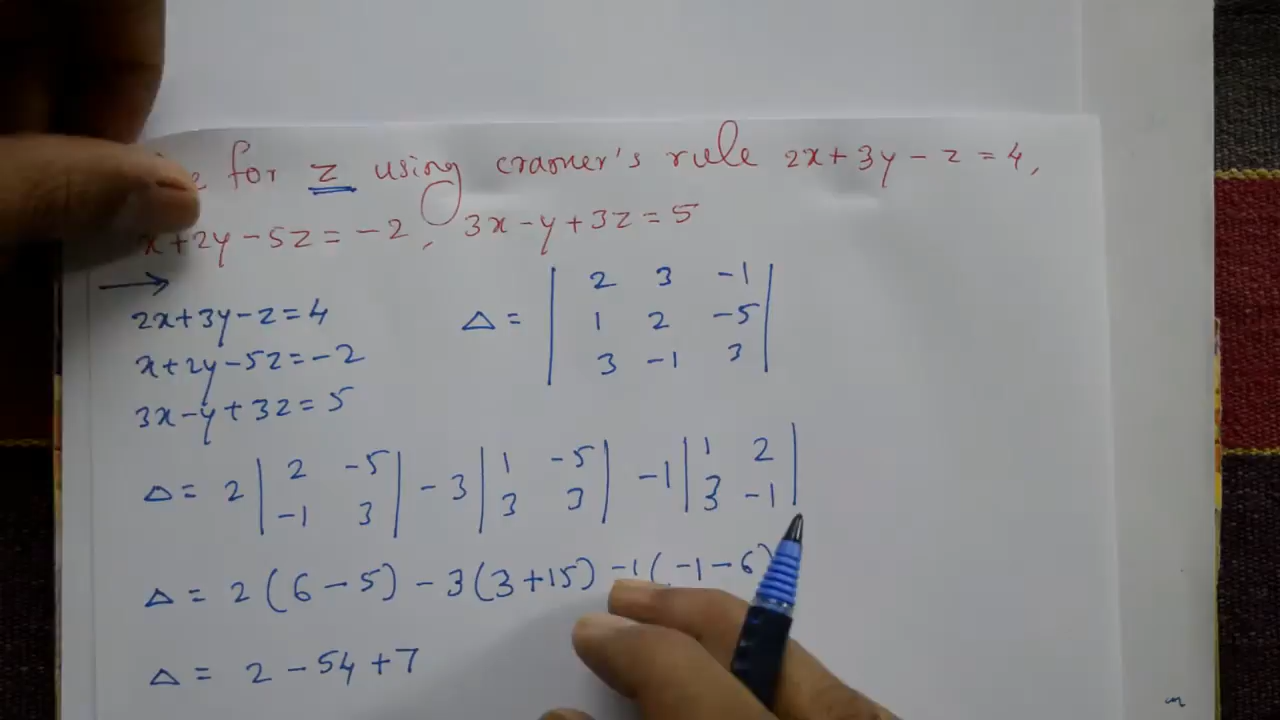 for z using cramer's rule 2x+3y-z=4,
x+2y-5z=-2, 3x-y+3z=5
→
2x+3y-z=4
x+2y-5z=-2
3x-y+3z=5
Δ = | 2 3 -1 |
| 1 2 -5 |
| 3 -1 3 |
Δ = 2 | 2 -5 | - 3 | 1 -5 | -1 | 1 2 |
| -1 3 | | 3 3 | | 3 -1 |
Δ = 2 (6-5) - 3 (3+15) -1 (-1-6)
Δ = 2 - 54 + 7